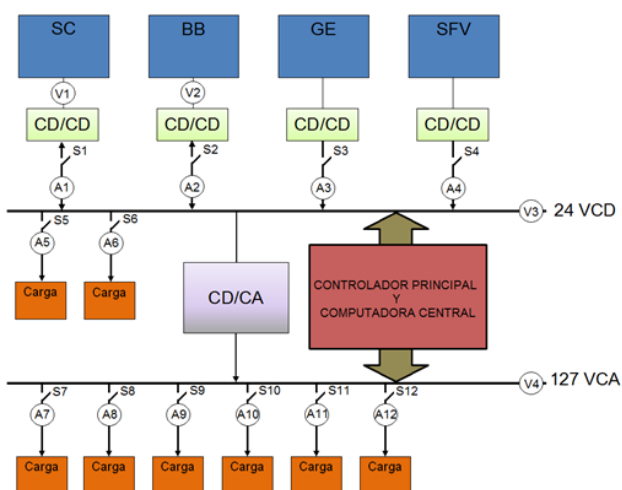 SC BB GE SFV
V1 V2
CD/CD CD/CD CD/CD CD/CD
S1 S2 S3 S4
A1 A2 A3 A4
V3 24 VCD
S5 S6
A5 A6
Carga Carga
CD/CA
CONTROLADOR PRINCIPAL
Y
COMPUTADORA CENTRAL
V4 127 VCA
S7 S8 S9 S10 S11 S12
A7 A8 A9 A10 A11 A12
Carga Carga Carga Carga Carga Carga